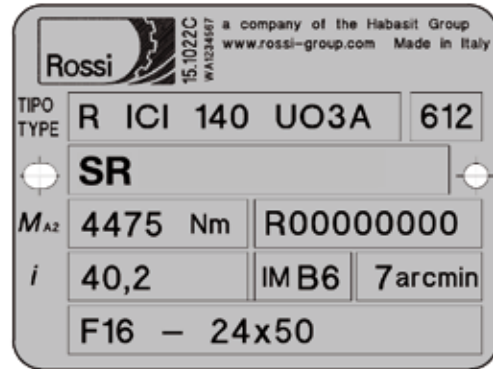 Rossi
15.1022C
WA1234567
a company of the Habasit Group
www.rossi-group.com Made in Italy
TIPO
TYPE
R ICI 140 UO3A 612
SR
MA2 4475 Nm R00000000
i 40,2 IM B6 7arcmin
F16 - 24x50